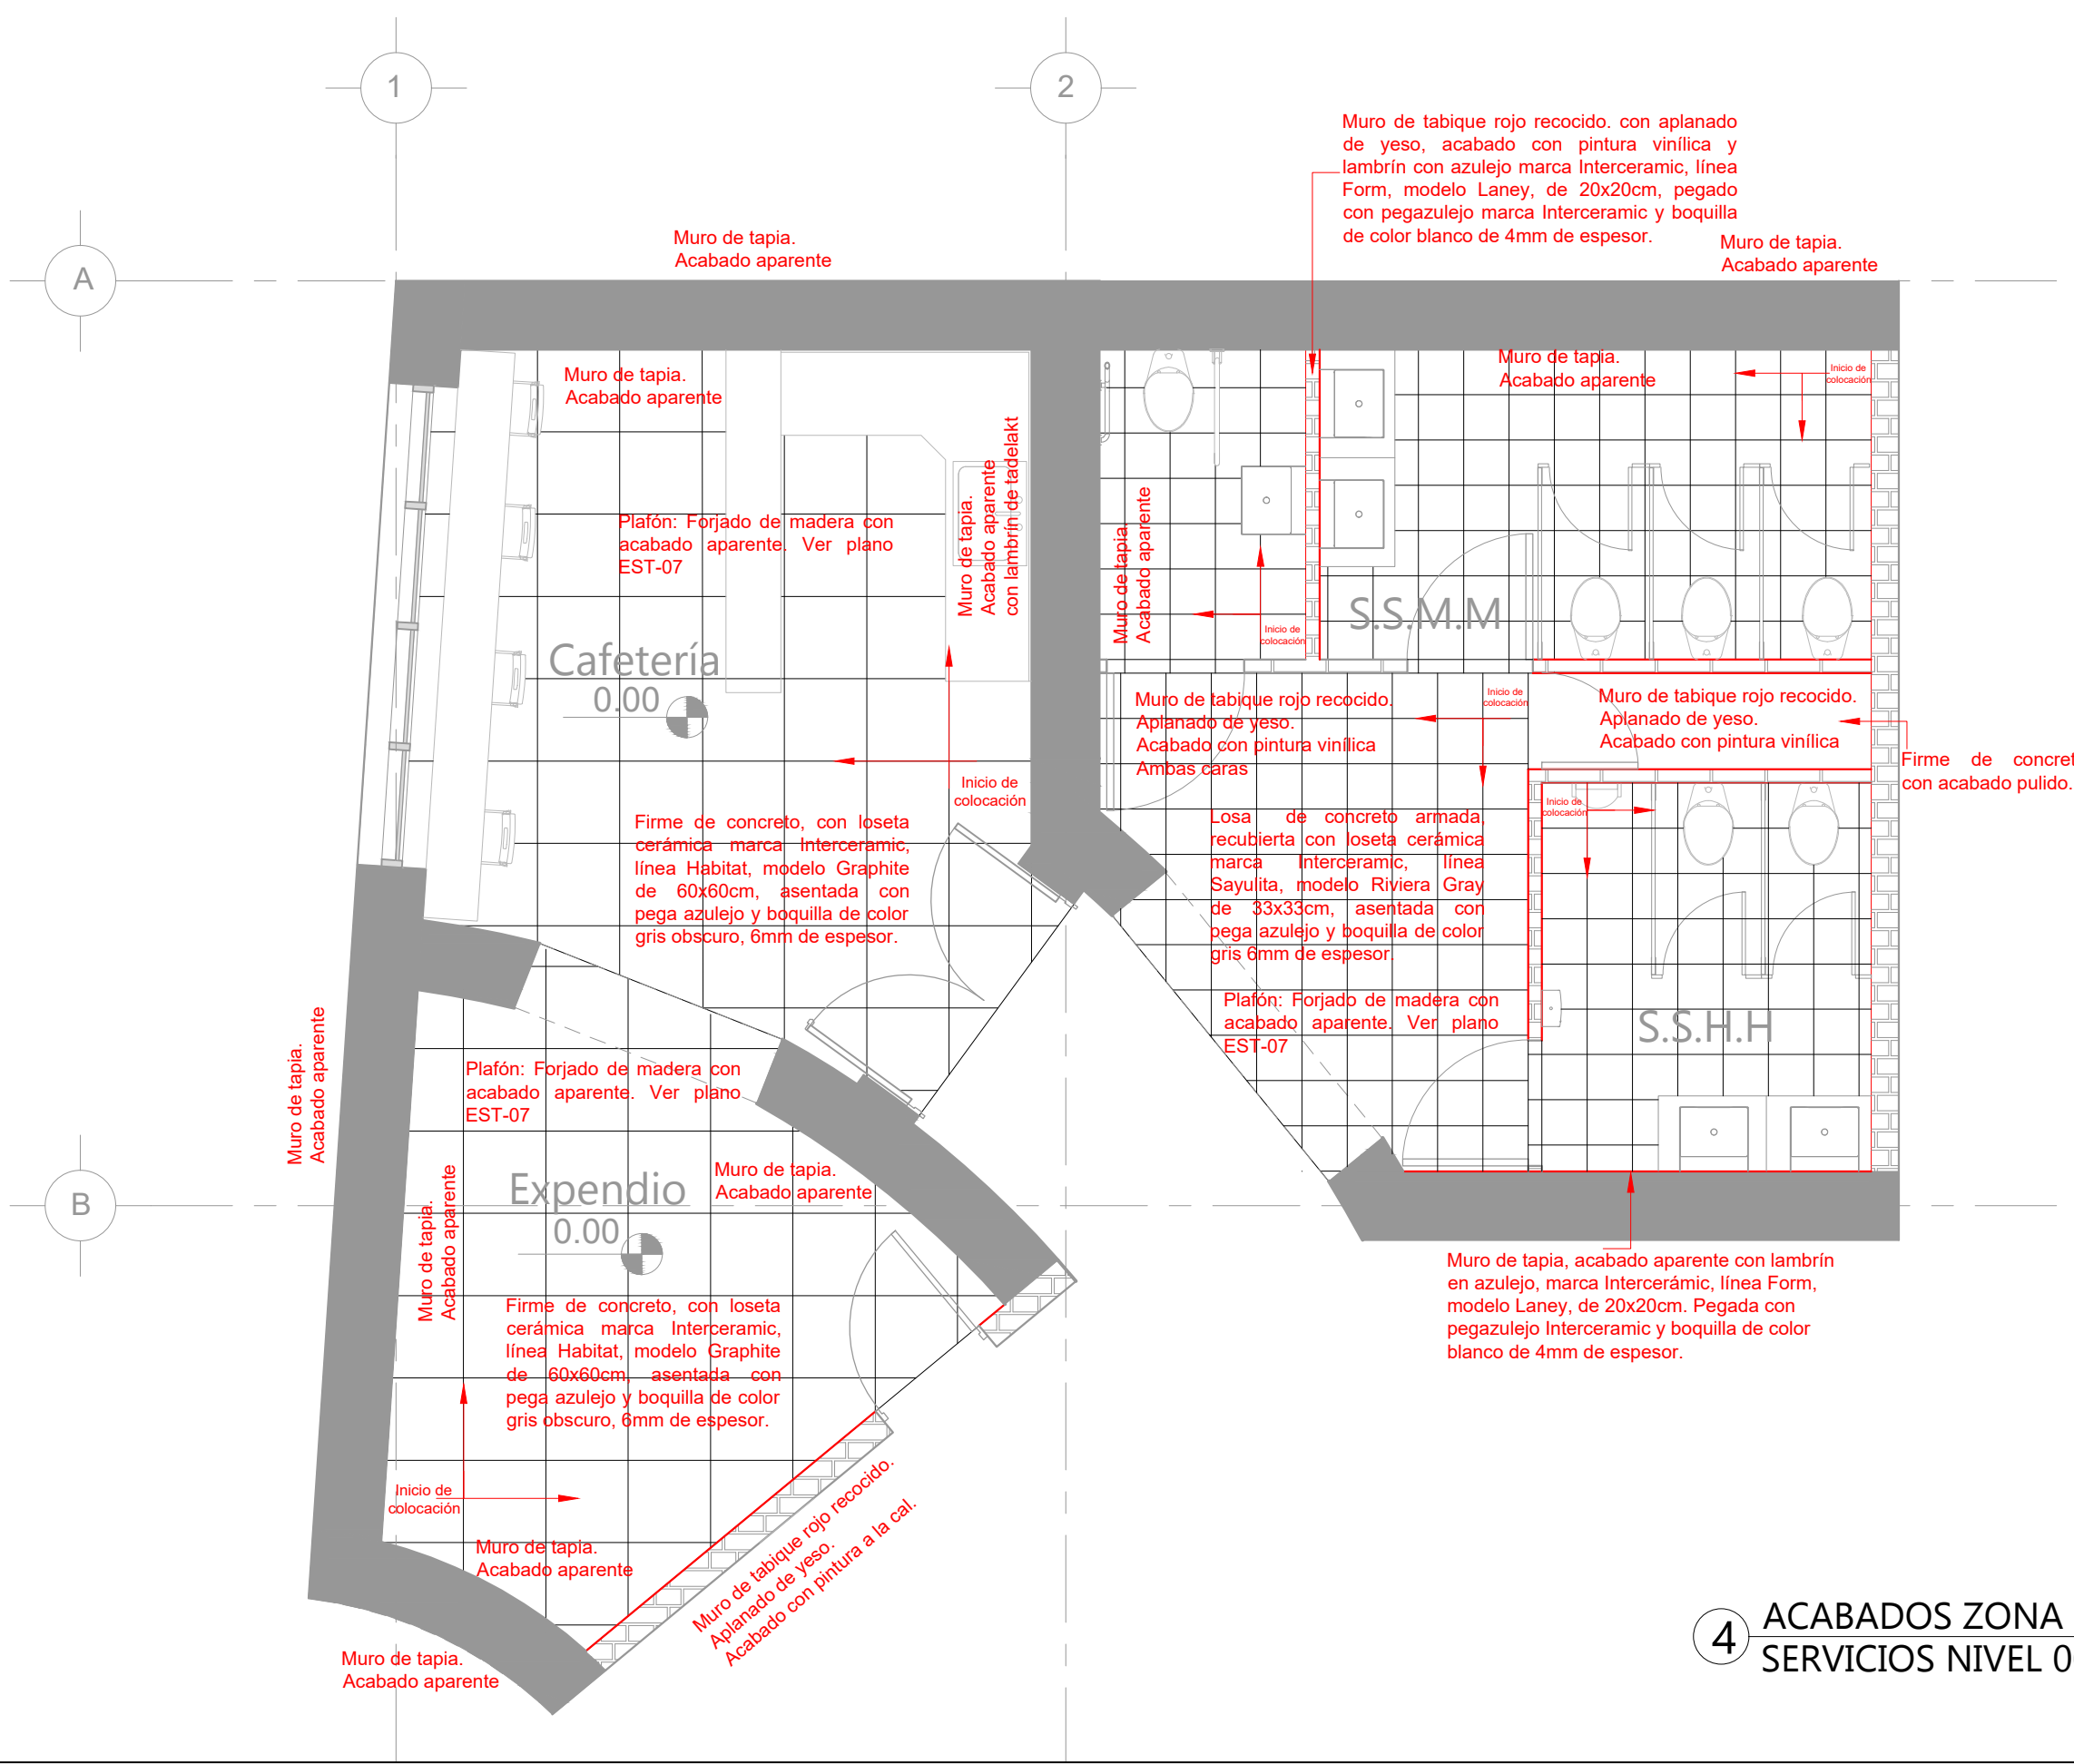 1
2
Muro de tabique rojo recocido. con aplanado
de yeso, acabado con pintura vinílica y
lambrín con azulejo marca Interceramic, línea
Form, modelo Laney, de 20x20cm, pegado
con pegazulejo marca Interceramic y boquilla
de color blanco de 4mm de espesor.
Muro de tapia.
Acabado aparente
Muro de tapia.
Acabado aparente
A
Muro de tapia.
Acabado aparente
Muro de tapia.
Acabado aparente
Inicio de
colocación
Muro de tapia.
Acabado aparente
con lambrín de tadelakt
Plafón: Forjado de madera con
acabado aparente. Ver plano
EST-07
Muro de tapia.
Acabado aparente
S.S.M.M
Inicio de
colocación
Cafetería
0.00
Muro de tabique rojo recocido.
Aplanado de yeso.
Acabado con pintura vinílica
Ambas caras
Inicio de
colocación
Muro de tabique rojo recocido.
Aplanado de yeso.
Acabado con pintura vinílica
Firme de concret
con acabado pulido.
Inicio de
colocación
Inicio de
colocación
Firme de concreto, con loseta
cerámica marca Interceramic,
línea Habitat, modelo Graphite
de 60x60cm, asentada con
pega azulejo y boquilla de color
gris obscuro, 6mm de espesor.
Losa de concreto armada,
recubierta con loseta cerámica
marca Interceramic, línea
Sayulita, modelo Riviera Gray
de 33x33cm, asentada con
pega azulejo y boquilla de color
gris 6mm de espesor.
Plafón: Forjado de madera con
acabado aparente. Ver plano
EST-07
S.S.H.H
Muro de tapia.
Acabado aparente
Plafón: Forjado de madera con
acabado aparente. Ver plano
EST-07
Muro de tapia.
Acabado aparente
B
Expendio
0.00
Muro de tapia.
Acabado aparente
Muro de tapia, acabado aparente con lambrín
en azulejo, marca Intercerámic, línea Form,
modelo Laney, de 20x20cm. Pegada con
pegazulejo Interceramic y boquilla de color
blanco de 4mm de espesor.
Firme de concreto, con loseta
cerámica marca Interceramic,
línea Habitat, modelo Graphite
de 60x60cm, asentada con
pega azulejo y boquilla de color
gris obscuro, 6mm de espesor.
Inicio de
colocación
Muro de tapia.
Acabado aparente
Muro de tabique rojo recocido.
Aplanado de yeso.
Acabado con pintura a la cal.
Muro de tapia.
Acabado aparente
4
ACABADOS ZONA
SERVICIOS NIVEL 0